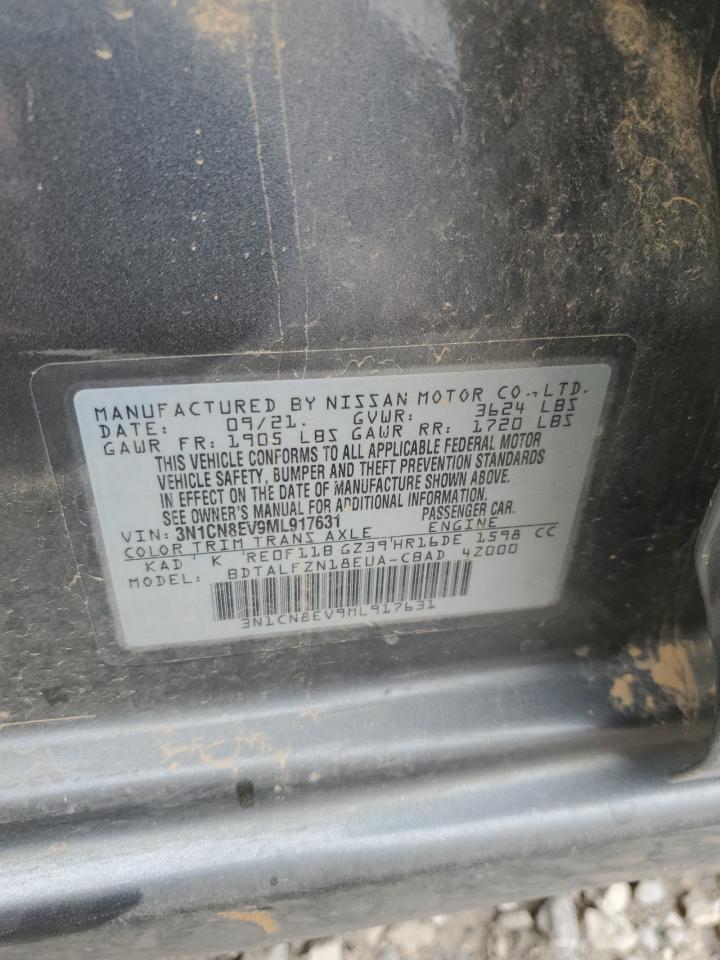 MANUFACTURED BY NISSAN MOTOR CO., LTD.
DATE: 09/21. GVWR: 3624 LBS
GAWR FR: 1905 LBS GAWR RR: 1720 LBS
THIS VEHICLE CONFORMS TO ALL APPLICABLE FEDERAL MOTOR
VEHICLE SAFETY, BUMPER AND THEFT PREVENTION STANDARDS
IN EFFECT ON THE DATE OF MANUFACTURE SHOWN ABOVE.
SEE OWNER'S MANUAL FOR ADDITIONAL INFORMATION.
VIN: 3N1CN8EV9ML917631 PASSENGER CAR.
COLOR TRIM TRANS AXLE ENGINE
KAD K RE0F11B GZ39 HR16DE 1598 CC
MODEL: BDTALFZN18EUA-CBAD 4Z000
3N1CN8EV9ML917631